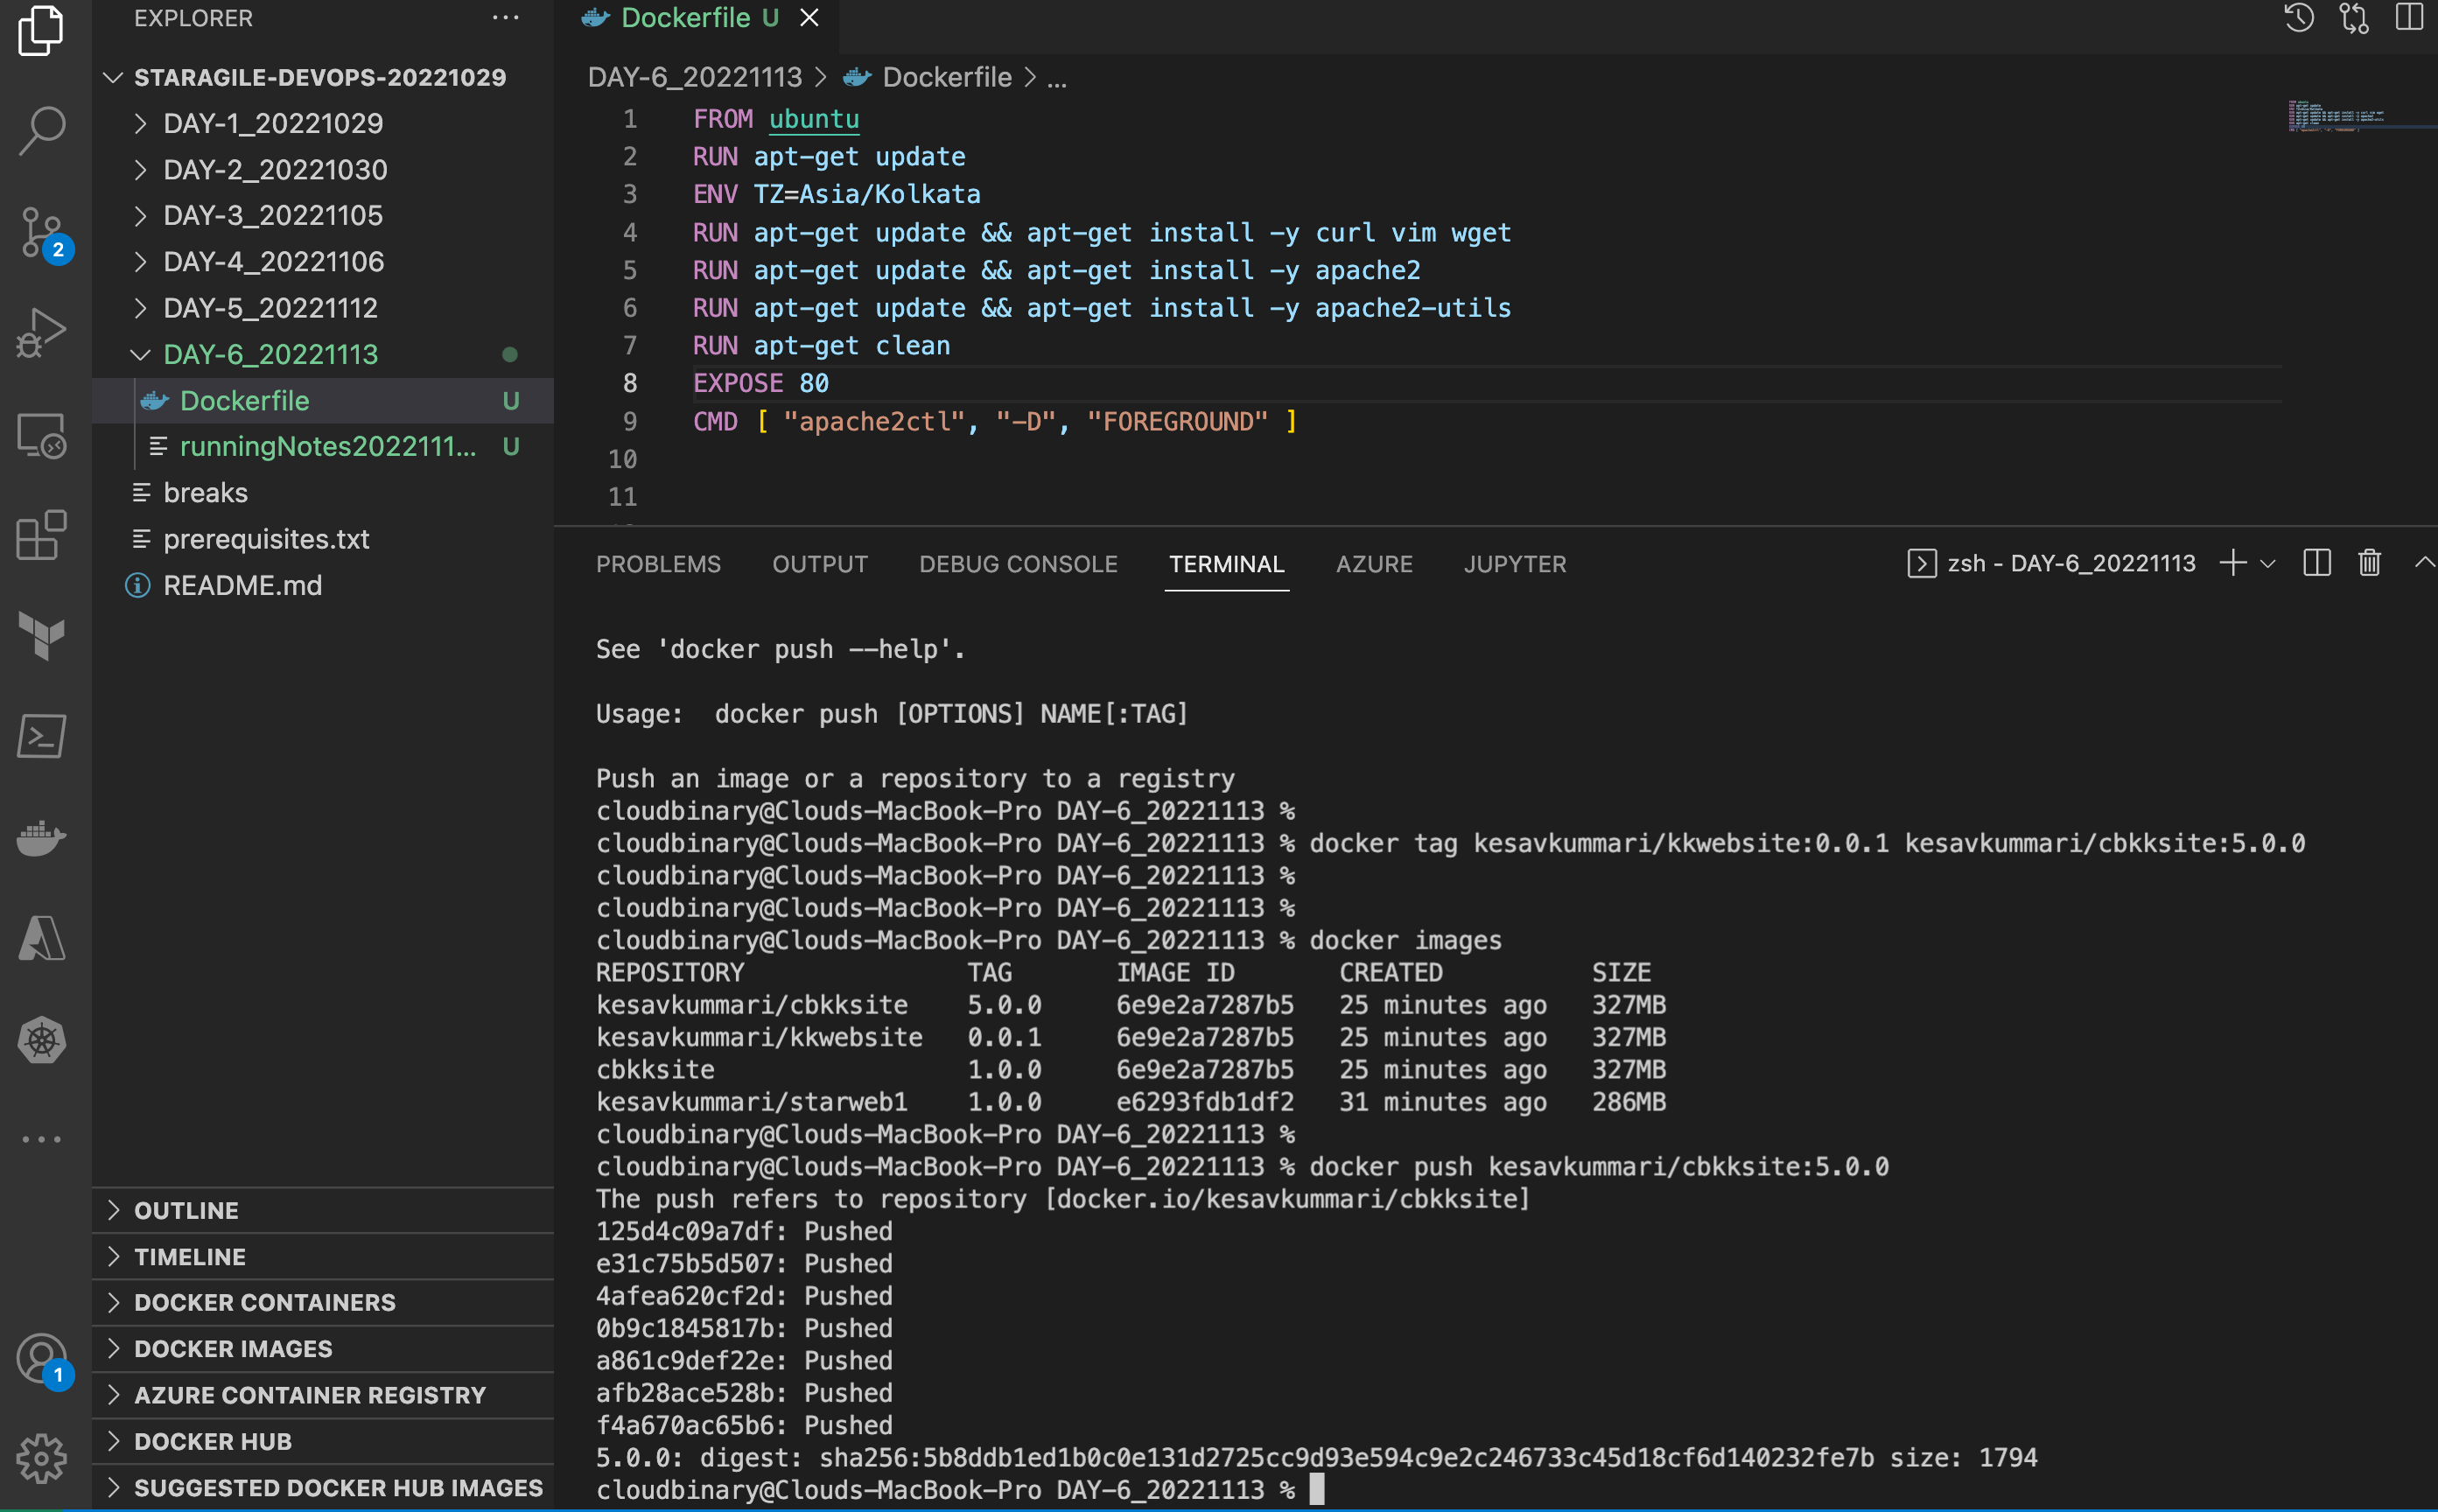 EXPLORER
STARAGILE-DEVOPS-20221029
DAY-1_20221029
DAY-2_20221030
DAY-3_20221105
DAY-4_20221106
DAY-5_20221112
DAY-6_20221113
Dockerfile U
runningNotes2022111... U
breaks
prerequisites.txt
README.md
OUTLINE
TIMELINE
DOCKER CONTAINERS
DOCKER IMAGES
AZURE CONTAINER REGISTRY
DOCKER HUB
SUGGESTED DOCKER HUB IMAGES
2
1
Dockerfile U
DAY-6_20221113 > Dockerfile > ...
1 FROM ubuntu
2 RUN apt-get update
3 ENV TZ=Asia/Kolkata
4 RUN apt-get update && apt-get install -y curl vim wget
5 RUN apt-get update && apt-get install -y apache2
6 RUN apt-get update && apt-get install -y apache2-utils
7 RUN apt-get clean
8 EXPOSE 80
9 CMD [ "apache2ctl", "-D", "FOREGROUND" ]
10
11
PROBLEMS OUTPUT DEBUG CONSOLE TERMINAL AZURE JUPYTER zsh - DAY-6_20221113
See 'docker push --help'.
Usage:  docker push [OPTIONS] NAME[:TAG]
Push an image or a repository to a registry
cloudbinary@Clouds-MacBook-Pro DAY-6_20221113 %
cloudbinary@Clouds-MacBook-Pro DAY-6_20221113 % docker tag kesavkummari/kkwebsite:0.0.1 kesavkummari/cbkksite:5.0.0
cloudbinary@Clouds-MacBook-Pro DAY-6_20221113 %
cloudbinary@Clouds-MacBook-Pro DAY-6_20221113 %
cloudbinary@Clouds-MacBook-Pro DAY-6_20221113 % docker images
REPOSITORY TAG IMAGE ID CREATED SIZE
kesavkummari/cbkksite 5.0.0 6e9e2a7287b5 25 minutes ago 327MB
kesavkummari/kkwebsite 0.0.1 6e9e2a7287b5 25 minutes ago 327MB
cbkksite 1.0.0 6e9e2a7287b5 25 minutes ago 327MB
kesavkummari/starweb1 1.0.0 e6293fdb1df2 31 minutes ago 286MB
cloudbinary@Clouds-MacBook-Pro DAY-6_20221113 %
cloudbinary@Clouds-MacBook-Pro DAY-6_20221113 % docker push kesavkummari/cbkksite:5.0.0
The push refers to repository [docker.io/kesavkummari/cbkksite]
125d4c09a7df: Pushed
e31c75b5d507: Pushed
4afea620cf2d: Pushed
0b9c1845817b: Pushed
a861c9def22e: Pushed
afb28ace528b: Pushed
f4a670ac65b6: Pushed
5.0.0: digest: sha256:5b8ddb1ed1b0c0e131d2725cc9d93e594c9e2c246733c45d18cf6d140232fe7b size: 1794
cloudbinary@Clouds-MacBook-Pro DAY-6_20221113 %